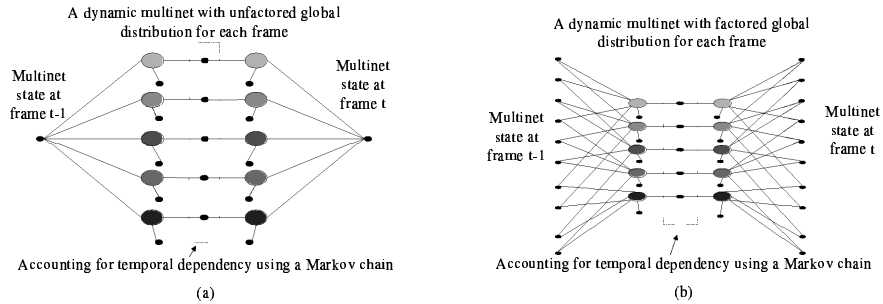 A dynamic multinet with unfactored global
distribution for each frame
Multinet
state at
frame t-1
Multinet
state at
frame t
Accounting for temporal dependency using a Markov chain
(a)
A dynamic multinet with factored global
distribution for each frame
Multinet
state at
frame t-1
Multinet
state at
frame t
Accounting for temporal dependency using a Markov chain
(b)